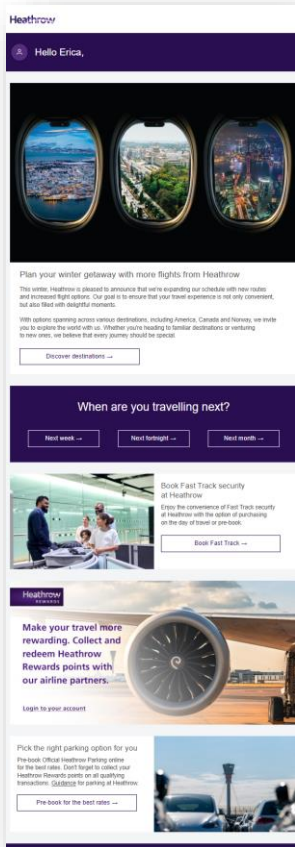 Heathrow
Hello Erica,
Plan your winter getaway with more flights from Heathrow
This winter, Heathrow is pleased to announce that we're expanding our schedule with new routes
and increased flight options. Our goal is to ensure that your travel experience is not only convenient,
but also filled with delightful moments.
With options spanning across various destinations, including America, Canada and Norway, we invite
you to explore the world with us. Whether you're heading to familiar destinations or venturing
to new ones, we believe that every journey should be special.
Discover destinations →
When are you travelling next?
Next week →
Next fortnight →
Next month →
Book Fast Track security
at Heathrow
Enjoy the convenience of Fast Track security
at Heathrow with the option of purchasing
on the day of travel or pre-book.
Book Fast Track →
Heathrow
REWARDS
Make your travel more
rewarding. Collect and
redeem Heathrow
Rewards points with
our airline partners.
Login to your account
Pick the right parking option for you
Pre-book Official Heathrow Parking online
for the best rates. Don't forget to collect your
Heathrow Rewards points on all qualifying
transactions. Guidance for parking at Heathrow.
Pre-book for the best rates →